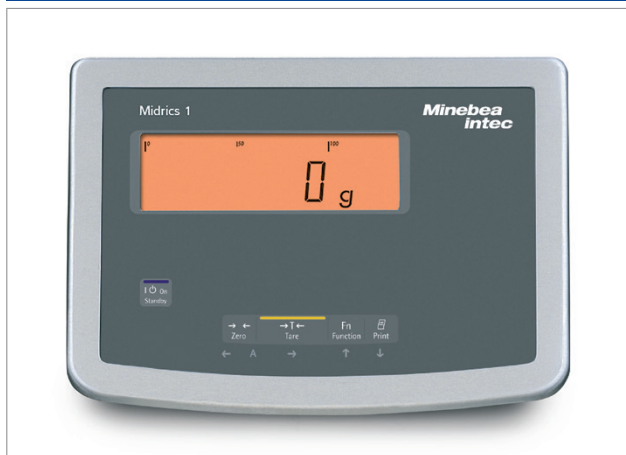 Midrics 1
Minebea
intec
0 50 100
0 g
I On
Standby
→ ← →T← Fn
Zero Tare Function Print
← A → ↑ ↓